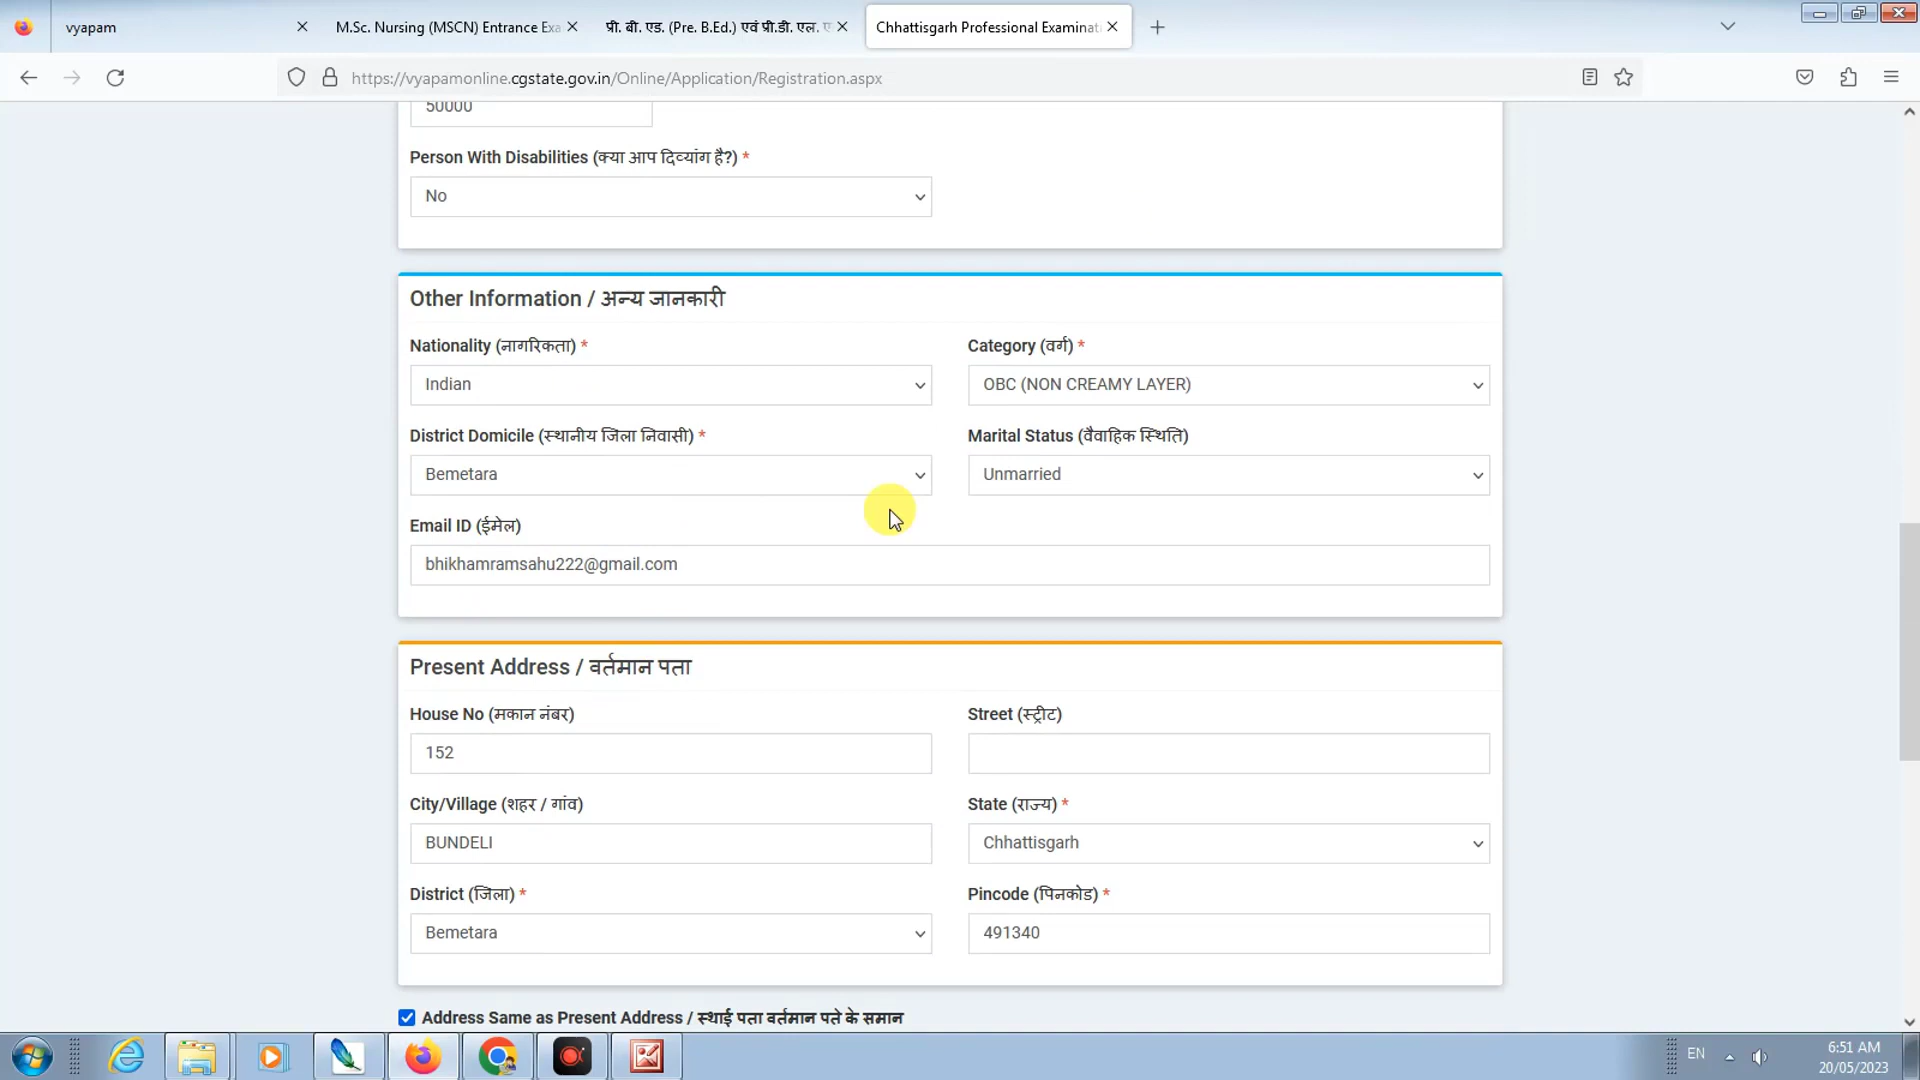 vyapam
M.Sc. Nursing (MSCN) Entrance Exa
प्री. बी. एड. (Pre. B.Ed.) एवं प्री.डी. एल.
Chhattisgarh Professional Examinat
https://vyapamonline.cgstate.gov.in/Online/Application/Registration.aspx
50000
Person With Disabilities (क्या आप दिव्यांग है?) *
No
Other Information / अन्य जानकारी
Nationality (नागरिकता) *
Category (वर्ग) *
Indian
OBC (NON CREAMY LAYER)
District Domicile (स्थानीय जिला निवासी) *
Marital Status (वैवाहिक स्थिति)
Bemetara
Unmarried
Email ID (ईमेल)
bhikhamramsahu222@gmail.com
Present Address / वर्तमान पता
House No (मकान नंबर)
Street (स्ट्रीट)
152
City/Village (शहर / गांव)
State (राज्य) *
BUNDELI
Chhattisgarh
District (जिला) *
Pincode (पिनकोड) *
Bemetara
491340
Address Same as Present Address / स्थाई पता वर्तमान पते के समान
EN
6:51 AM
20/05/2023